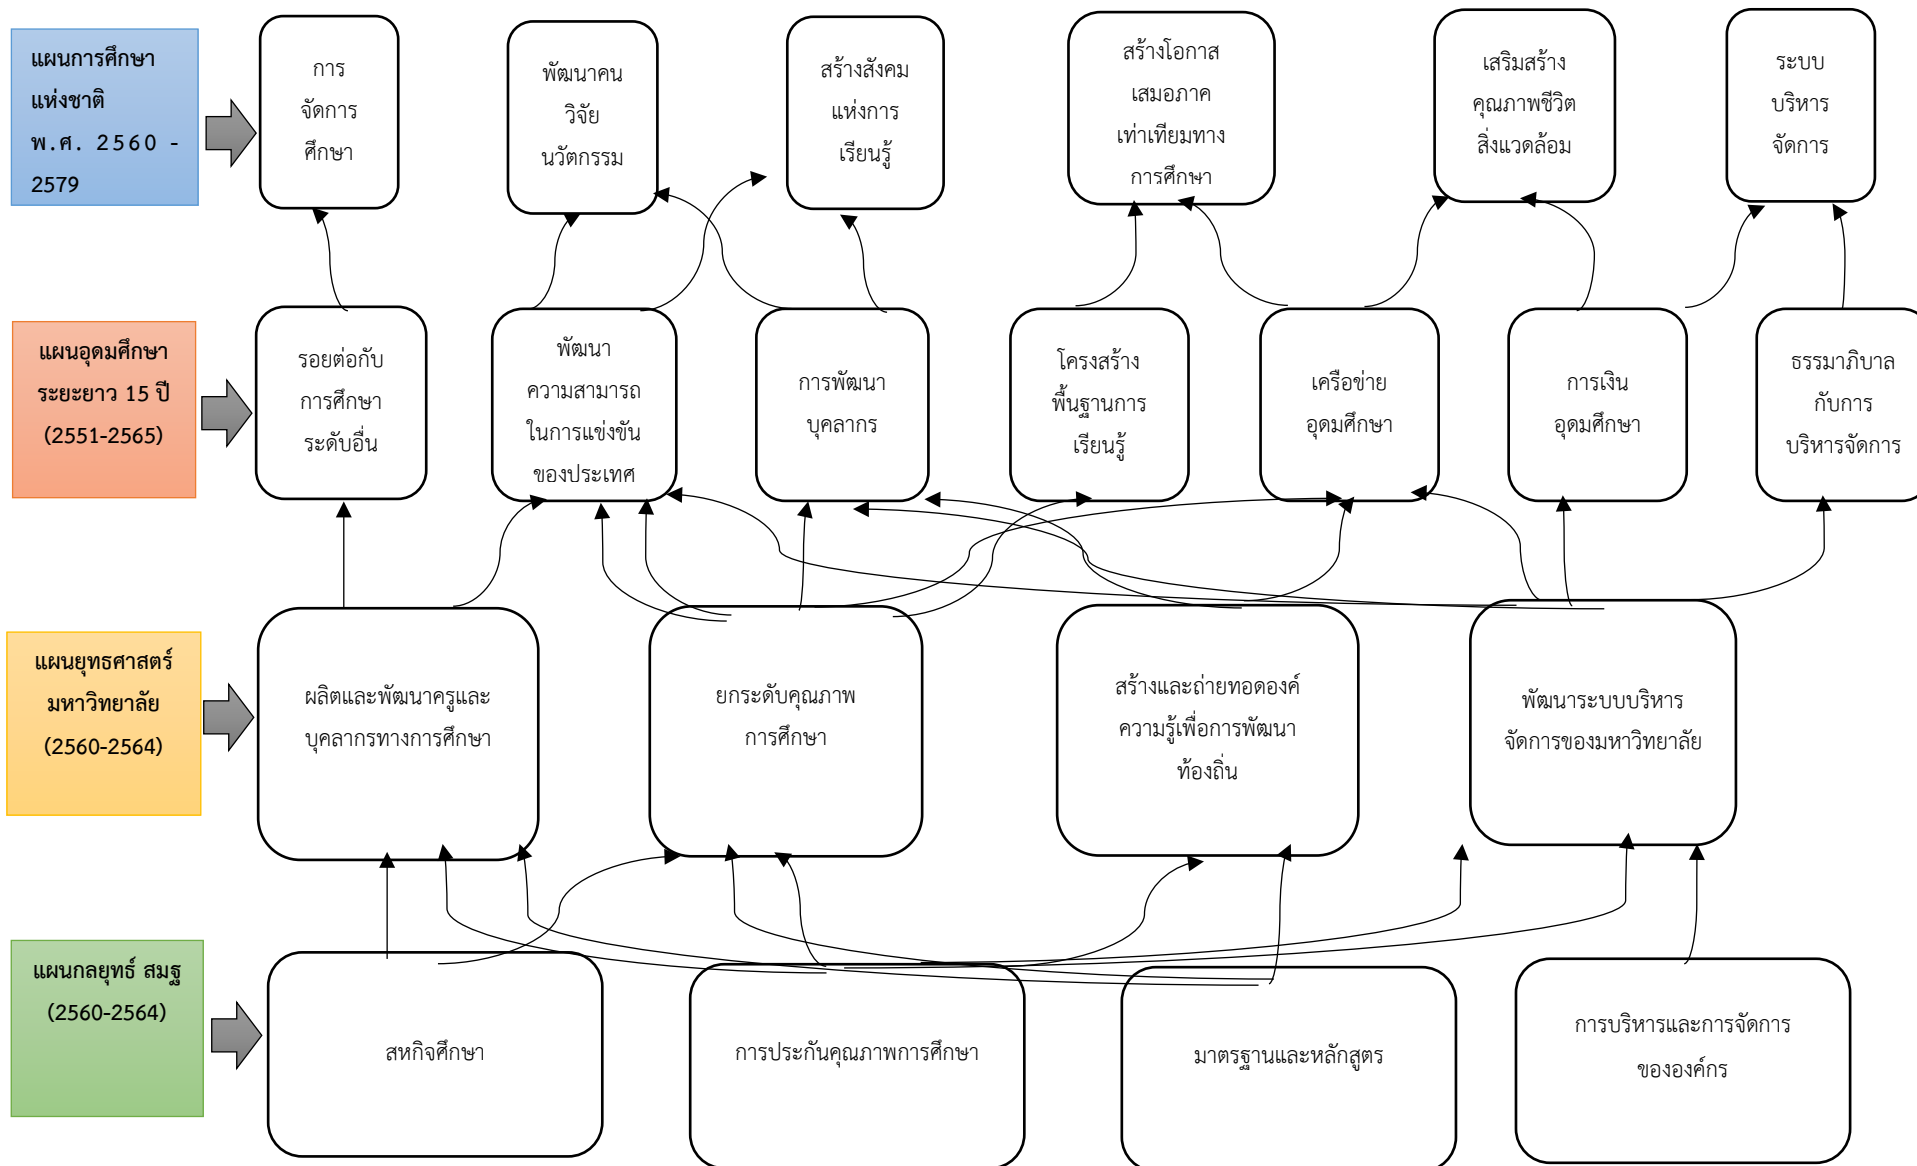 แผนการศึกษา
แห่งชาติ
พ.ศ. 2560 -
2579
การ
จัดการ
ศึกษา
พัฒนาคน
วิจัย
นวัตกรรม
สร้างสังคม
แห่งการ
เรียนรู้
สร้างโอกาส
เสมอภาค
เท่าเทียมทาง
การศึกษา
เสริมสร้าง
คุณภาพชีวิต
สิ่งแวดล้อม
ระบบ
บริหาร
จัดการ
แผนอุดมศึกษา
ระยะยาว 15 ปี
(2551-2565)
รอยต่อกับ
การศึกษา
ระดับอื่น
พัฒนา
ความสามารถ
ในการแข่งขัน
ของประเทศ
การพัฒนา
บุคลากร
โครงสร้าง
พื้นฐานการ
เรียนรู้
เครือข่าย
อุดมศึกษา
การเงิน
อุดมศึกษา
ธรรมาภิบาล
กับการ
บริหารจัดการ
แผนยุทธศาสตร์
มหาวิทยาลัย
(2560-2564)
ผลิตและพัฒนาครูและ
บุคลากรทางการศึกษา
ยกระดับคุณภาพ
การศึกษา
สร้างและถ่ายทอดองค์
ความรู้เพื่อการพัฒนา
ท้องถิ่น
พัฒนาระบบบริหาร
จัดการของมหาวิทยาลัย
แผนกลยุทธ์ สมฐ
(2560-2564)
สหกิจศึกษา
การประกันคุณภาพการศึกษา
มาตรฐานและหลักสูตร
การบริหารและการจัดการ
ขององค์กร